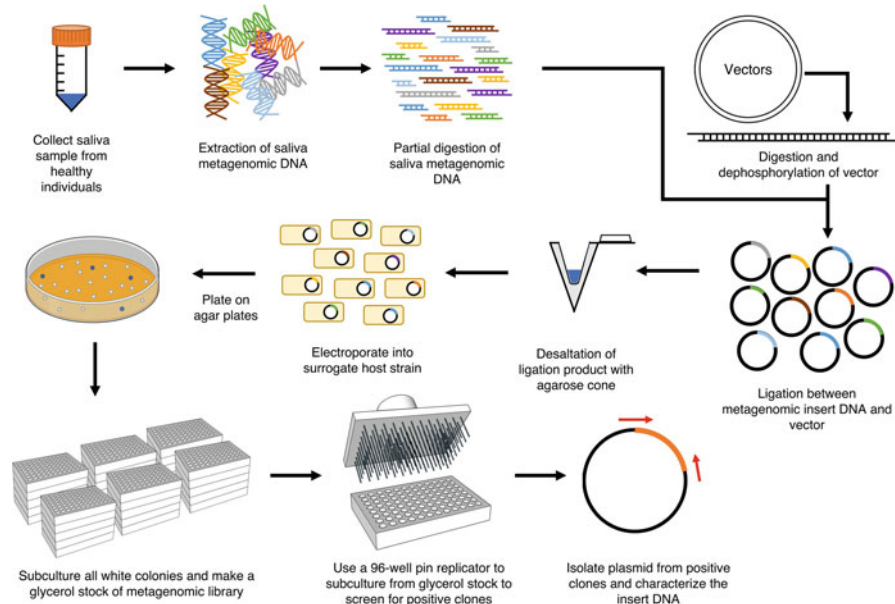 Collect saliva
sample from
healthy
individuals
Extraction of saliva
metagenomic DNA
Partial digestion of
saliva metagenomic
DNA
Vectors
Digestion and
dephosphorylation of vector
Ligation between
metagenomic insert DNA and
vector
Desaltation of
ligation product with
agarose cone
Electroporate into
surrogate host strain
Plate on
agar plates
Subculture all white colonies and make a
glycerol stock of metagenomic library
Use a 96-well pin replicator to
subculture from glycerol stock to
screen for positive clones
Isolate plasmid from positive
clones and characterize the
insert DNA